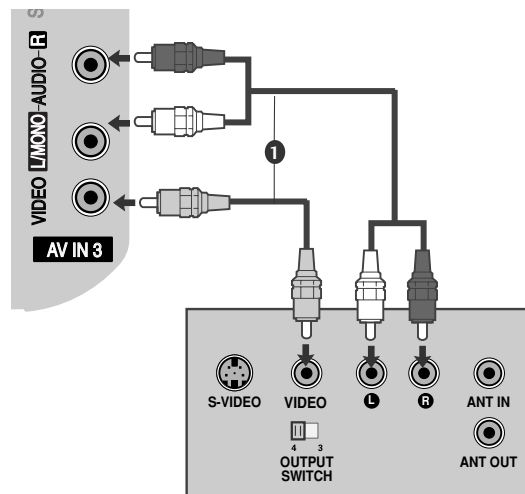 VIDEO L/MONO-AUDIO-R
AV IN 3
1
S-VIDEO
VIDEO
L
R
ANT IN
4 3
OUTPUT
SWITCH
ANT OUT